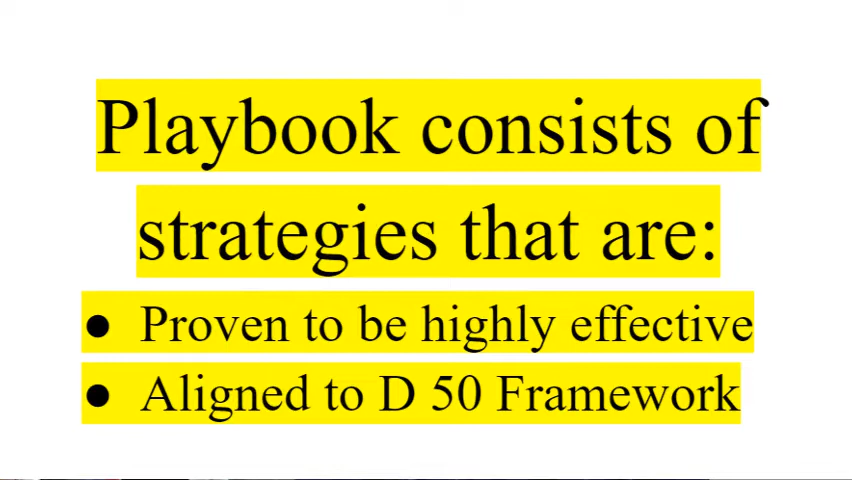 Playbook consists of
strategies that are:
● Proven to be highly effective
● Aligned to D 50 Framework